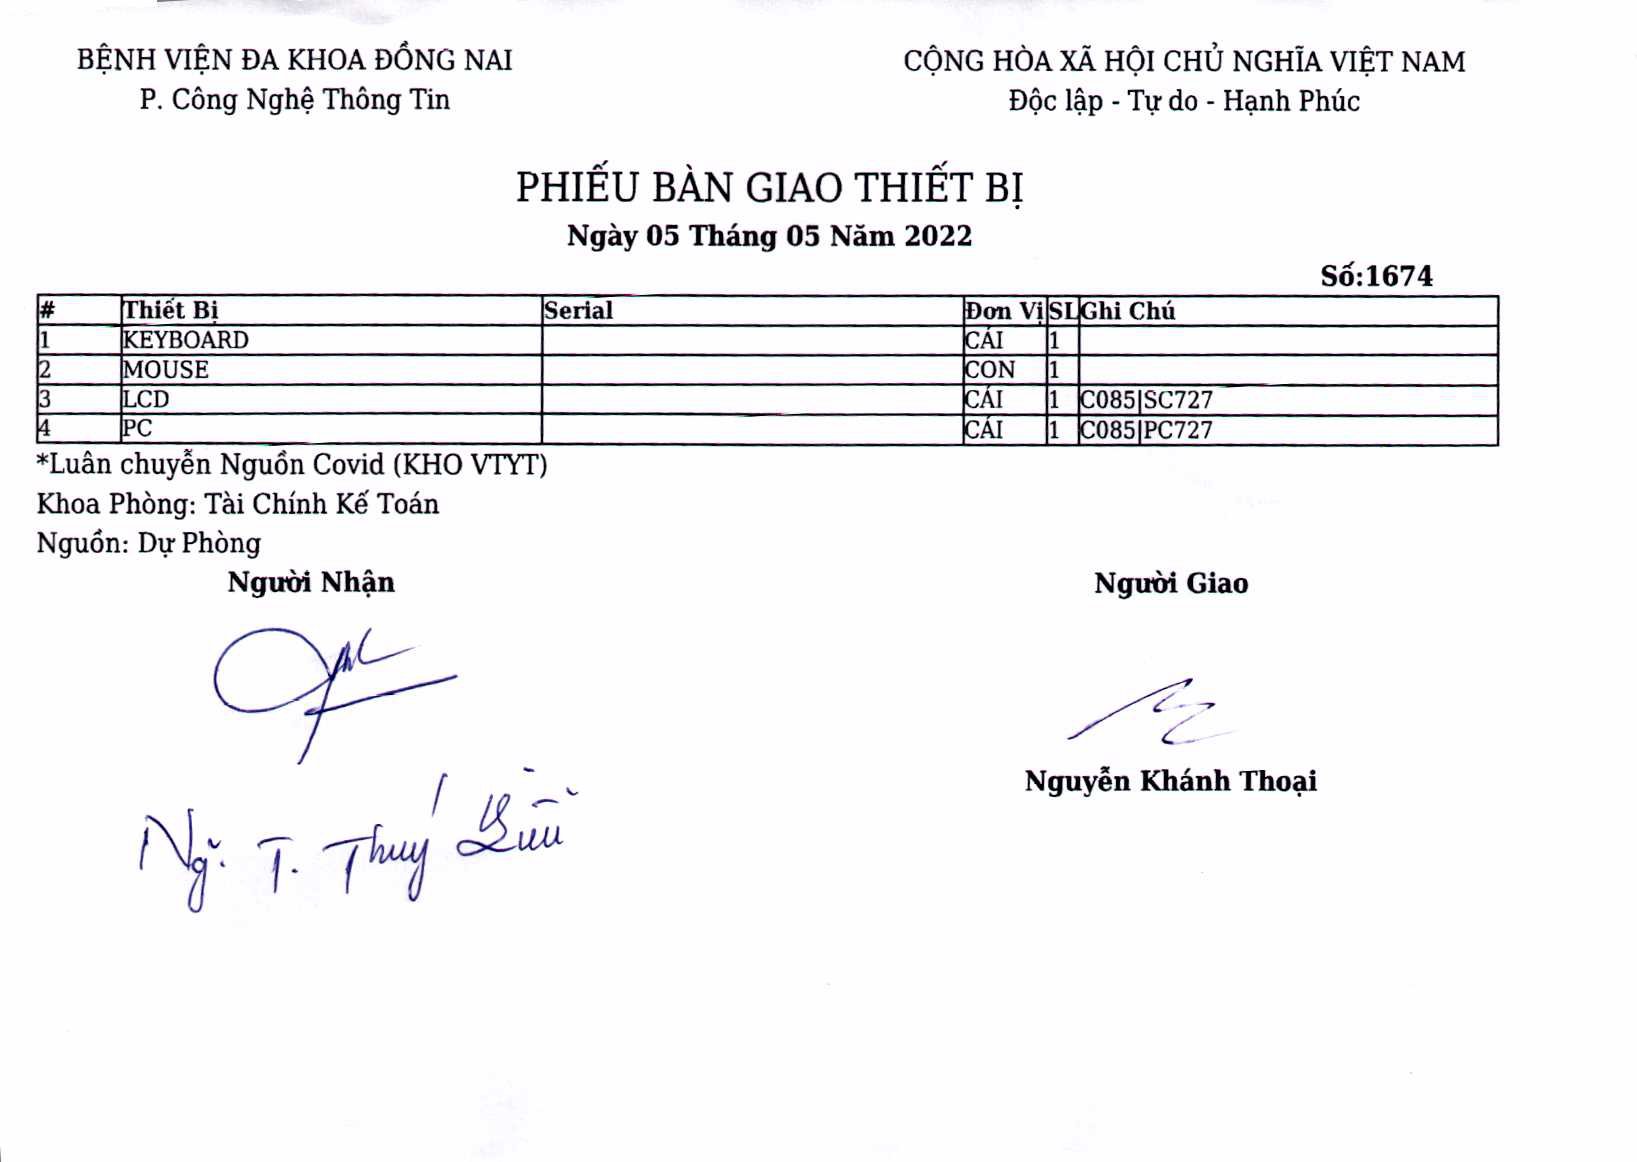 BỆNH VIỆN ĐA KHOA ĐỒNG NAI
P. Công Nghệ Thông Tin
CỘNG HÒA XÃ HỘI CHỦ NGHĨA VIỆT NAM
Độc lập - Tự do - Hạnh Phúc
PHIẾU BÀN GIAO THIẾT BỊ
Ngày 05 Tháng 05 Năm 2022
Số:1674
# Thiết Bị Serial Đơn Vị SL Ghi Chú
1 KEYBOARD CÁI 1
2 MOUSE CON 1
3 LCD CÁI 1 C085|SC727
4 PC CÁI 1 C085|PC727
*Luân chuyễn Nguồn Covid (KHO VTYT)
Khoa Phòng: Tài Chính Kế Toán
Nguồn: Dự Phòng
Người Nhận
Người Giao
Nguyễn Khánh Thoại
Ng. T. Thuý